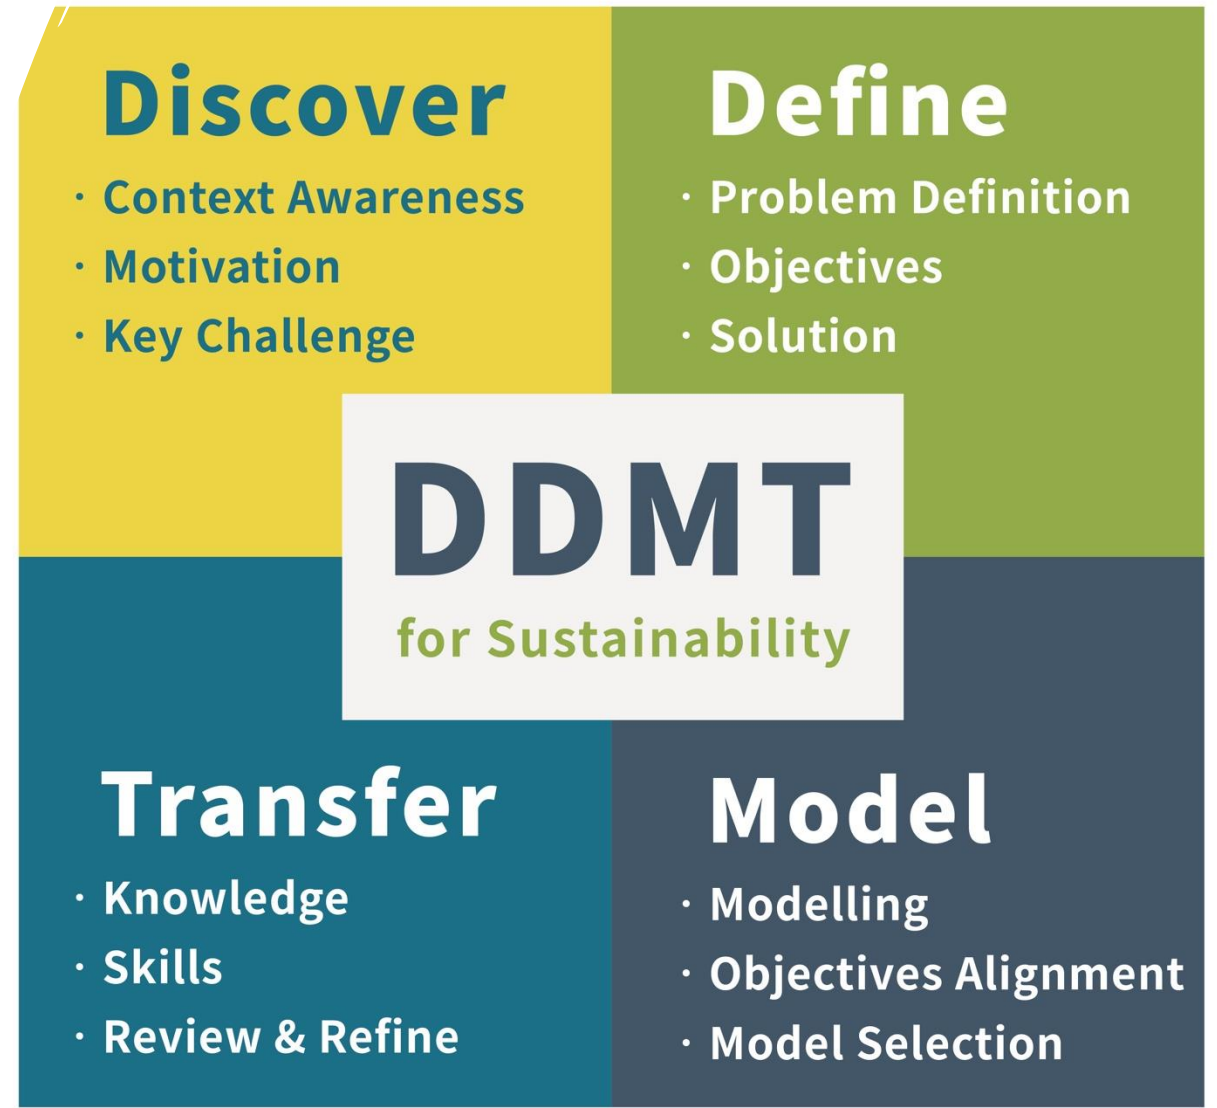 Discover
· Context Awareness
· Motivation
· Key Challenge
Define
· Problem Definition
· Objectives
· Solution
DDMT
for Sustainability
Transfer
· Knowledge
· Skills
· Review & Refine
Model
· Modelling
· Objectives Alignment
· Model Selection